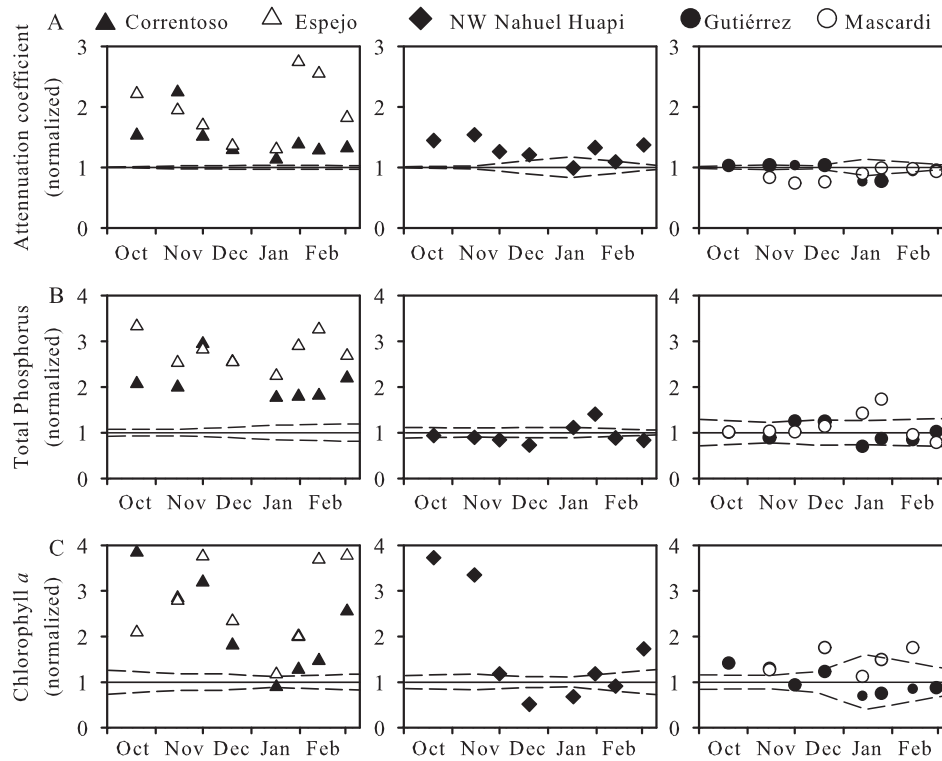 A Correntoso Espejo NW Nahuel Huapi Gutiérrez Mascardi
Attenuation coefficient
(normalized)
3
2
1
0
Oct Nov Dec Jan Feb
3
2
1
0
Oct Nov Dec Jan Feb
3
2
1
0
Oct Nov Dec Jan Feb
B
Total Phosphorus
(normalized)
4
3
2
1
0
Oct Nov Dec Jan Feb
4
3
2
1
0
Oct Nov Dec Jan Feb
4
3
2
1
0
Oct Nov Dec Jan Feb
C
Chlorophyll a
(normalized)
4
3
2
1
0
Oct Nov Dec Jan Feb
4
3
2
1
0
Oct Nov Dec Jan Feb
4
3
2
1
0
Oct Nov Dec Jan Feb